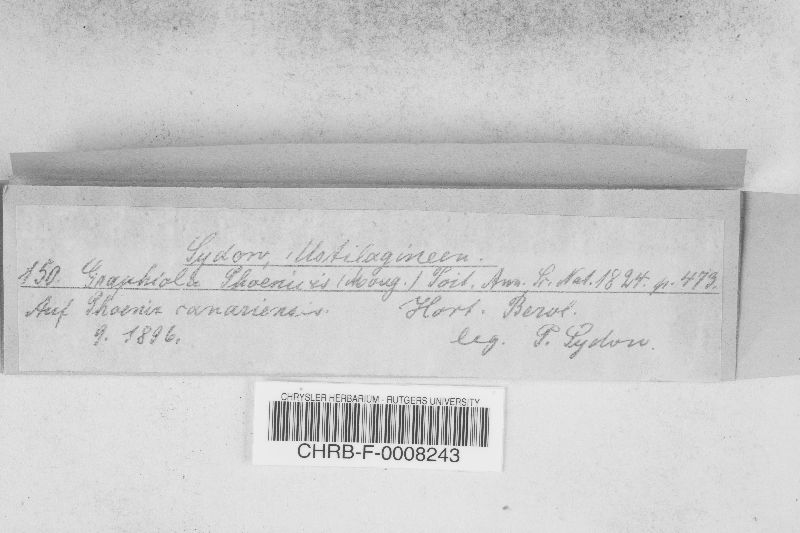 Sydow, Ustilagineen.
150. Graphiola Phoenicis (Moug.) Poit. Ann. Sc. Nat. 1824. p. 473.
Auf Phoenix canariensis. Hort. Berol.
9. 1896. leg. P. Sydow.
CHRYSLER HERBARIUM - RUTGERS UNIVERSITY
CHRB-F-0008243